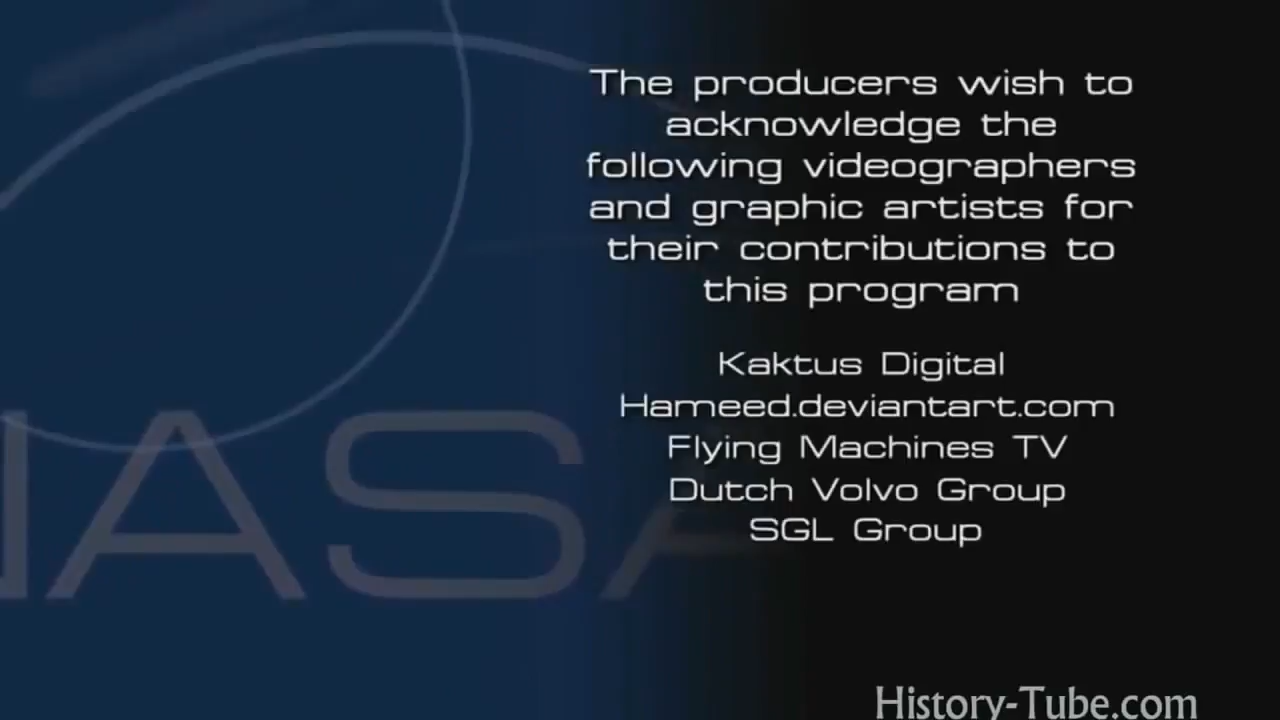 The producers wish to
acknowledge the
following videographers
and graphic artists for
their contributions to
this program
Kaktus Digital
Hameed.deviantart.com
Flying Machines TV
Dutch Volvo Group
SGL Group
NASA
History-Tube.com